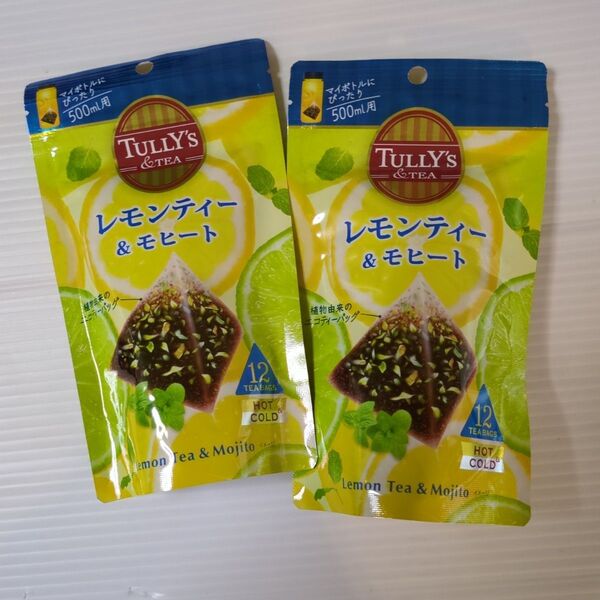 マイボトルに
ぴったり
500mL用
TULLY'S
& TEA
レモンティー
& モヒート
植物由来の
エコティーバッグ
12
TEA BAGS
HOT
COLD
Lemon Tea & Mojito
マイボトルに
ぴったり
500mL用
TULLY'S
& TEA
レモンティー
& モヒート
植物由来の
エコティーバッグ
12
TEA BAGS
HOT
COLD
Lemon Tea & Mojito